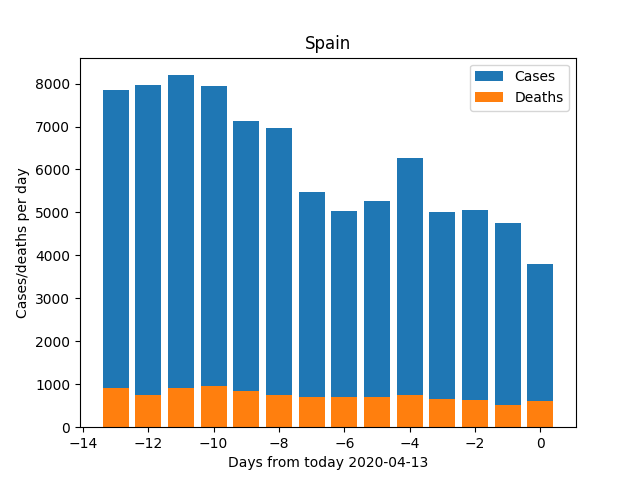 Spain
Cases
Deaths
Cases/deaths per day
8000
7000
6000
5000
4000
3000
2000
1000
0
−14 −12 −10 −8 −6 −4 −2 0
Days from today 2020-04-13